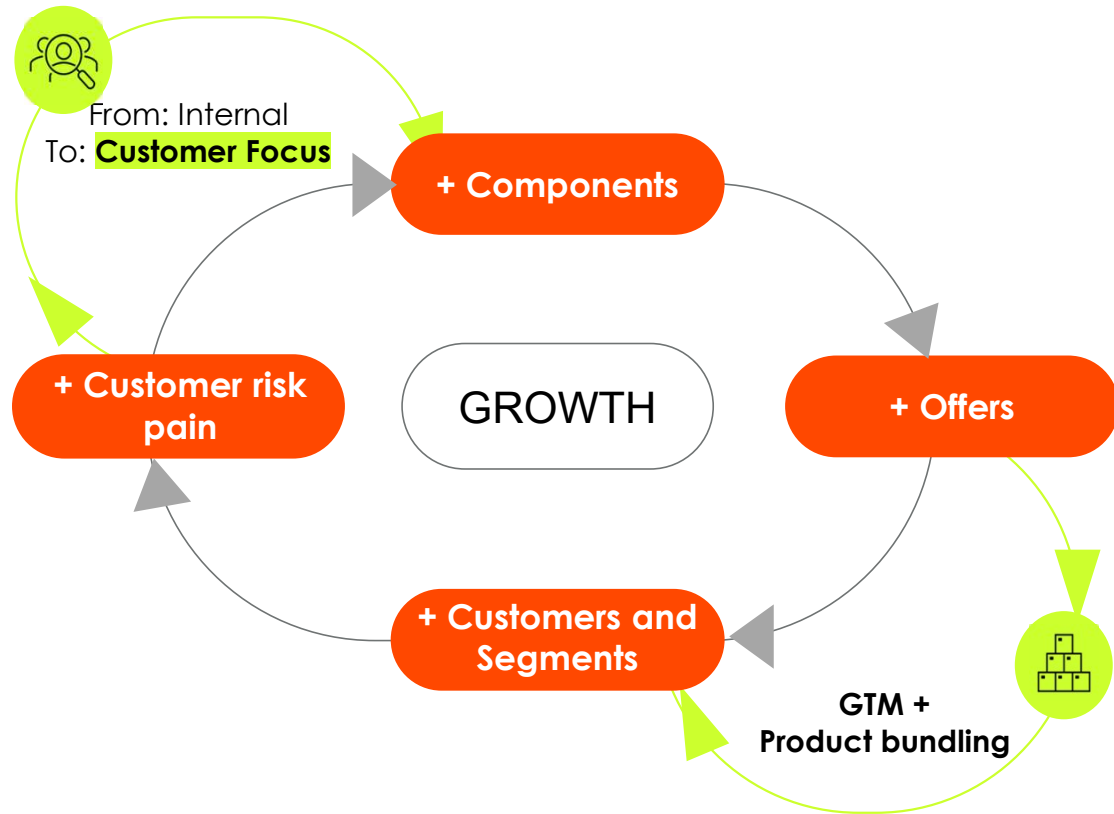 From: Internal
To: Customer Focus
+ Components
+ Customer risk
pain
GROWTH
+ Offers
+ Customers and
Segments
GTM +
Product bundling